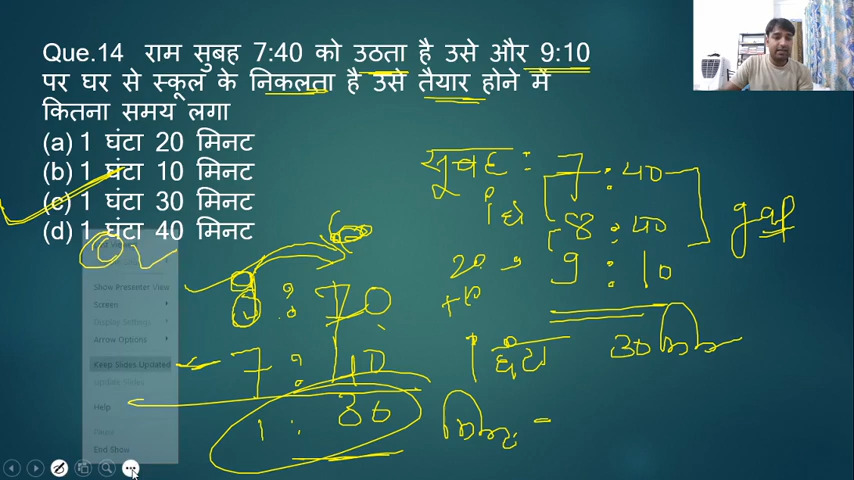 Que.14 राम सुबह 7:40 को उठता है उसे और 9:10
पर घर से स्कूल के निकलता है उसे तैयार होने में
कितना समय लगा
(a) 1 घंटा 20 मिनट
(b) 1 घंटा 10 मिनट
(c) 1 घंटा 30 मिनट
(d) 1 घंटा 40 मिनट
सुबह : 7:40
8:40
gap
9:10
1 घंटा 30
8:70
7:40
1:30
Show Presenter View
Screen
Display Settings
Arrow Options
Keep Slides Updated
Update Slides
Help
Pause
End Show